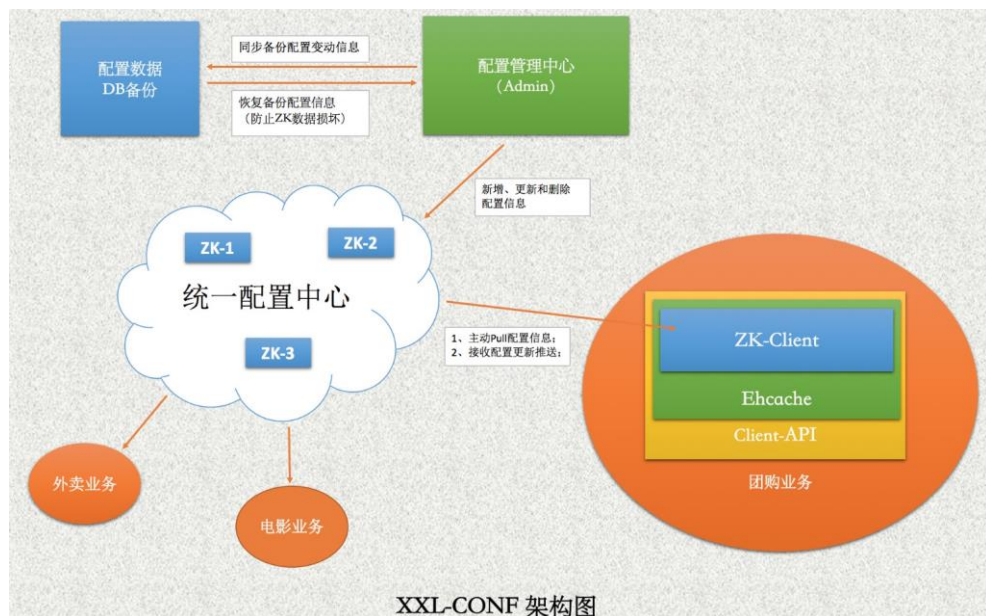 配置数据
DB备份
同步备份配置变动信息
恢复备份配置信息
（防止ZK数据损坏）
配置管理中心
（Admin）
新增、更新和删除
配置信息
ZK-1
ZK-2
统一配置中心
ZK-3
1、主动Pull配置信息；
2、接收配置更新推送；
ZK-Client
Ehcache
Client-API
团购业务
外卖业务
电影业务
XXL-CONF 架构图